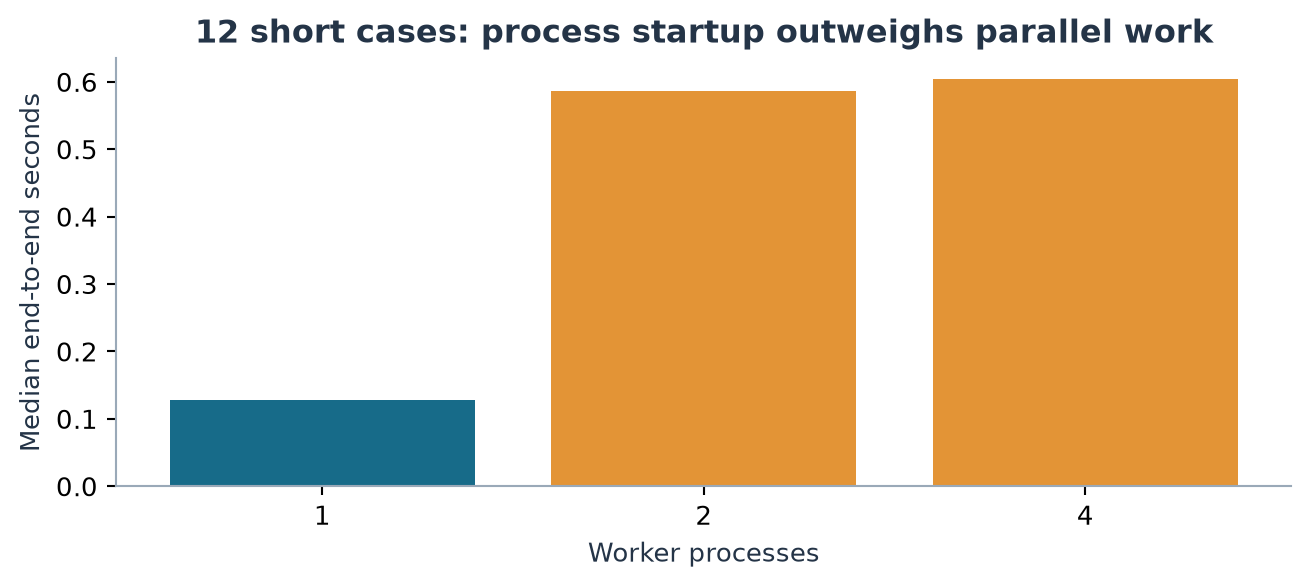 12 short cases: process startup outweighs parallel work
Median end-to-end seconds
0.6
0.5
0.4
0.3
0.2
0.1
0.0
1 2 4
Worker processes